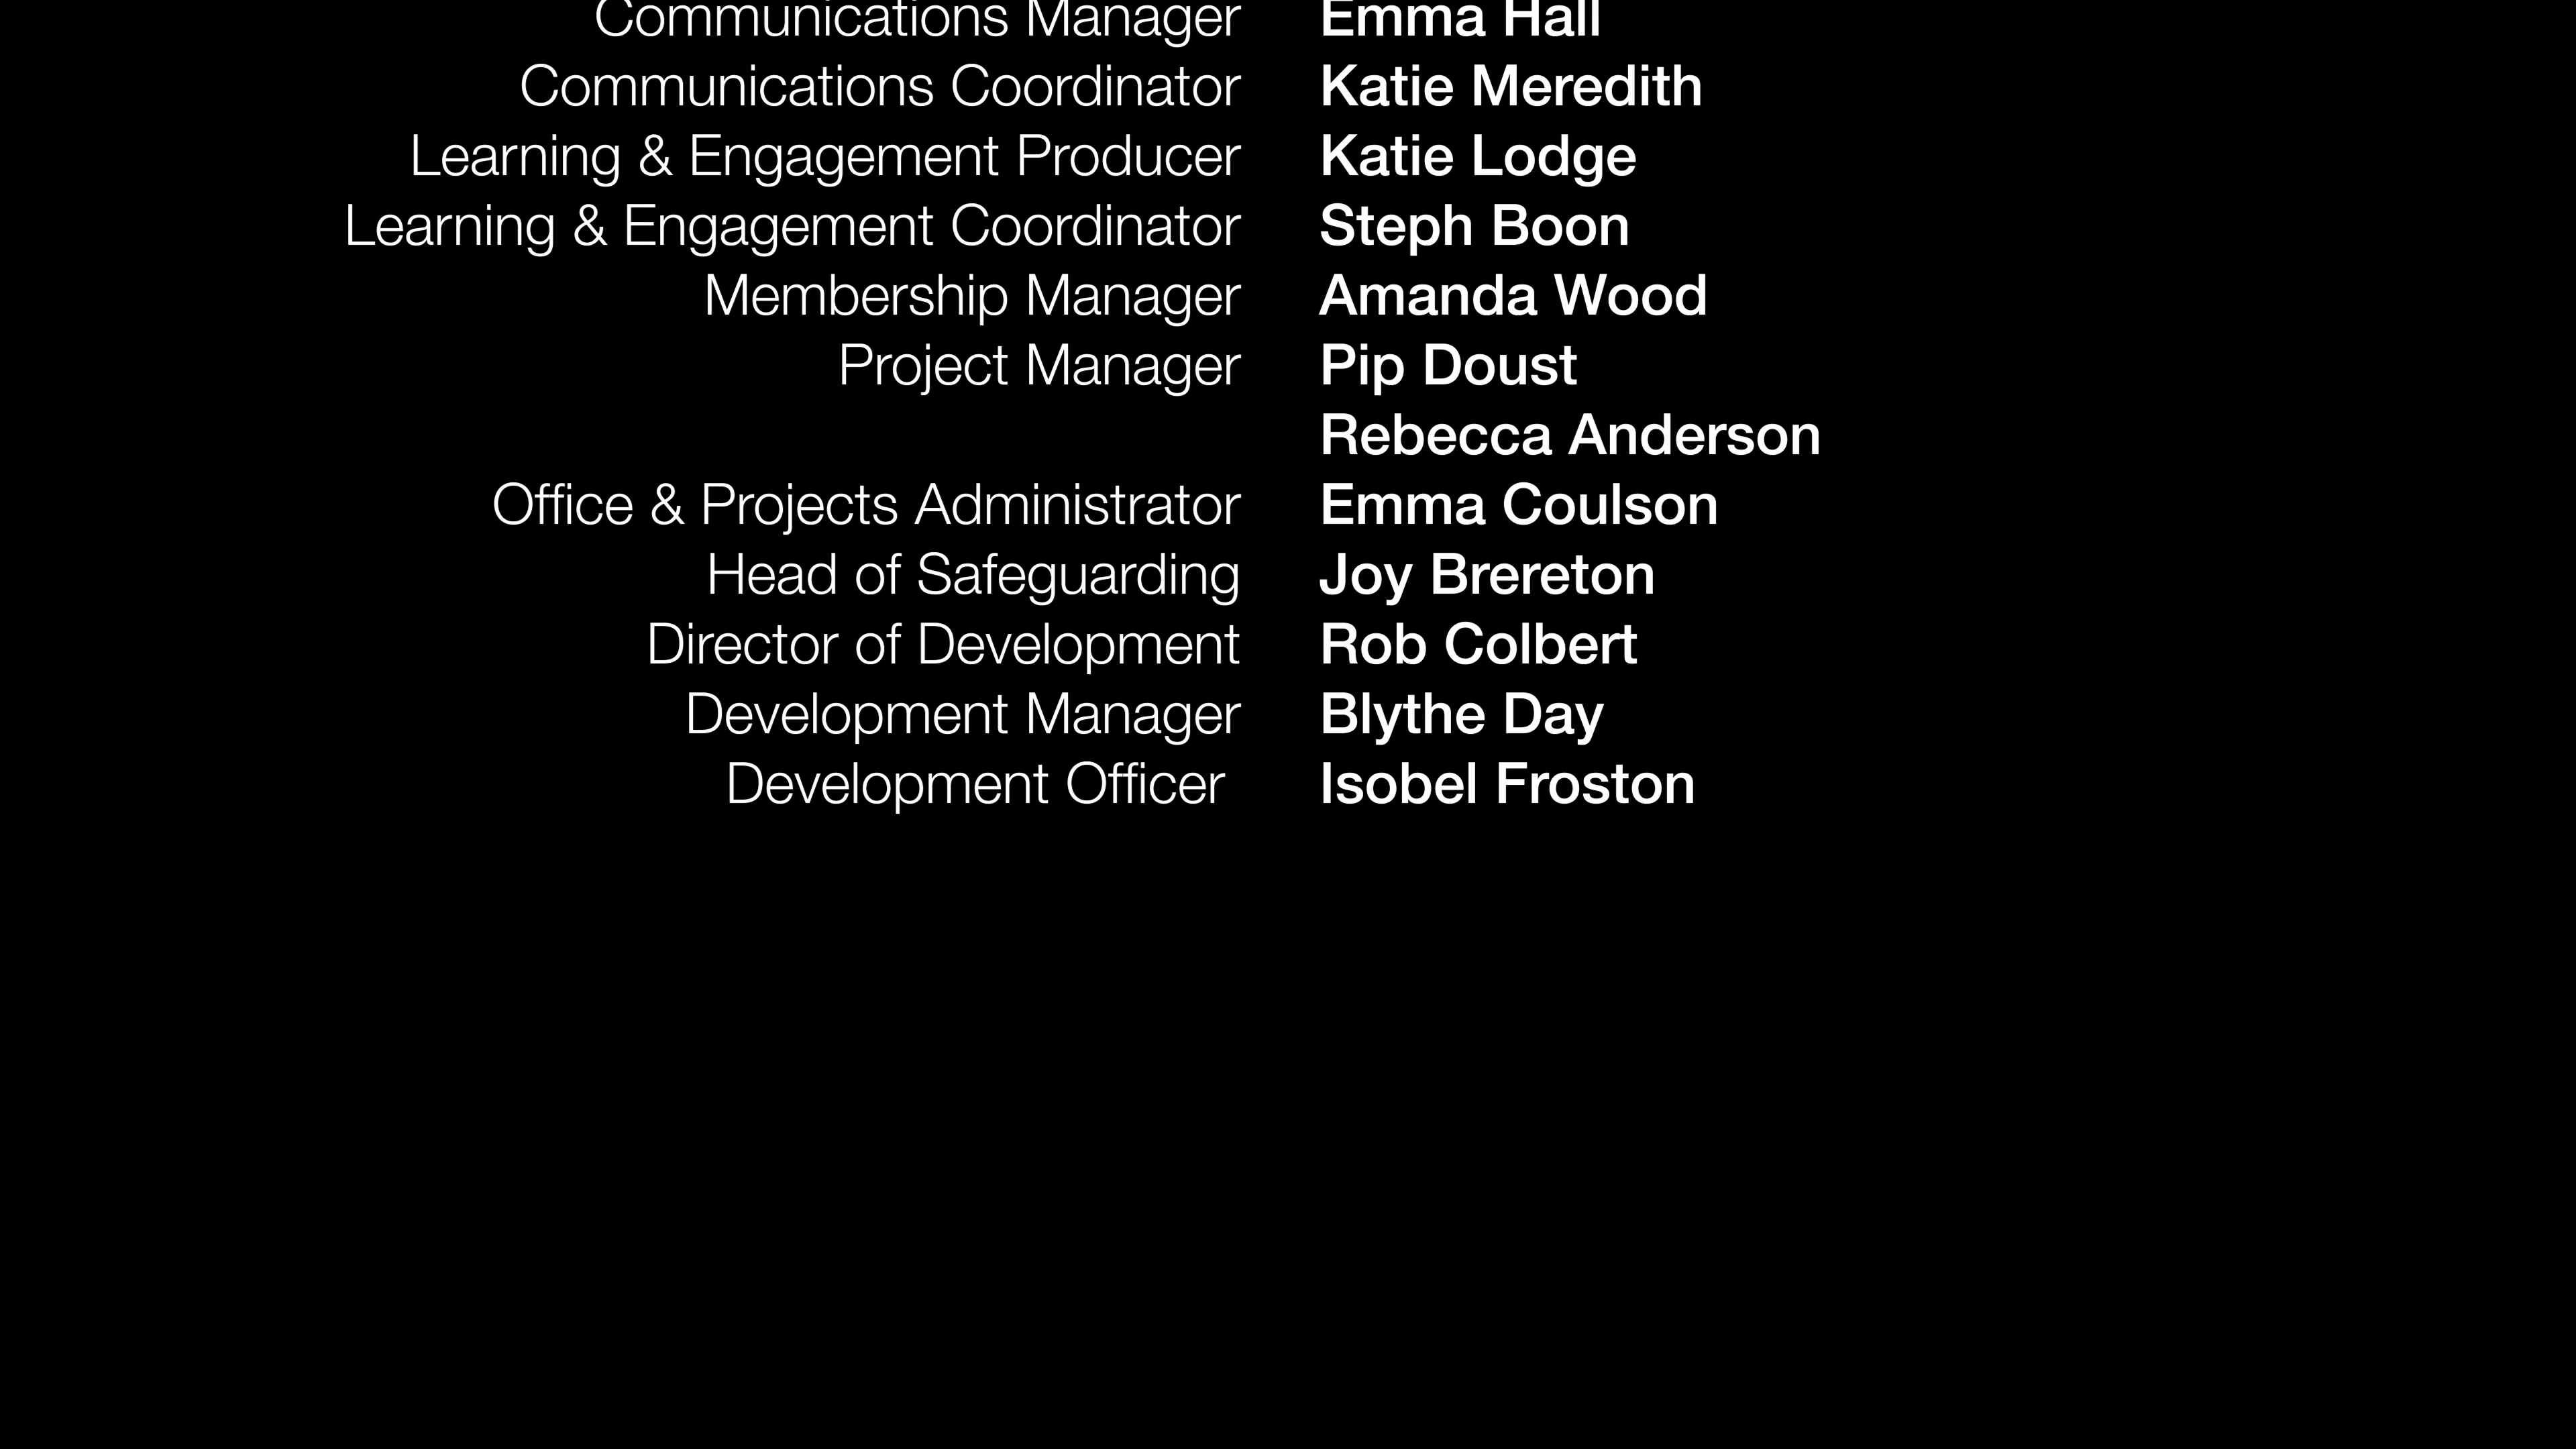 Communications Manager Emma Hall
Communications Coordinator Katie Meredith
Learning & Engagement Producer Katie Lodge
Learning & Engagement Coordinator Steph Boon
Membership Manager Amanda Wood
Project Manager Pip Doust
Rebecca Anderson
Office & Projects Administrator Emma Coulson
Head of Safeguarding Joy Brereton
Director of Development Rob Colbert
Development Manager Blythe Day
Development Officer Isobel Froston